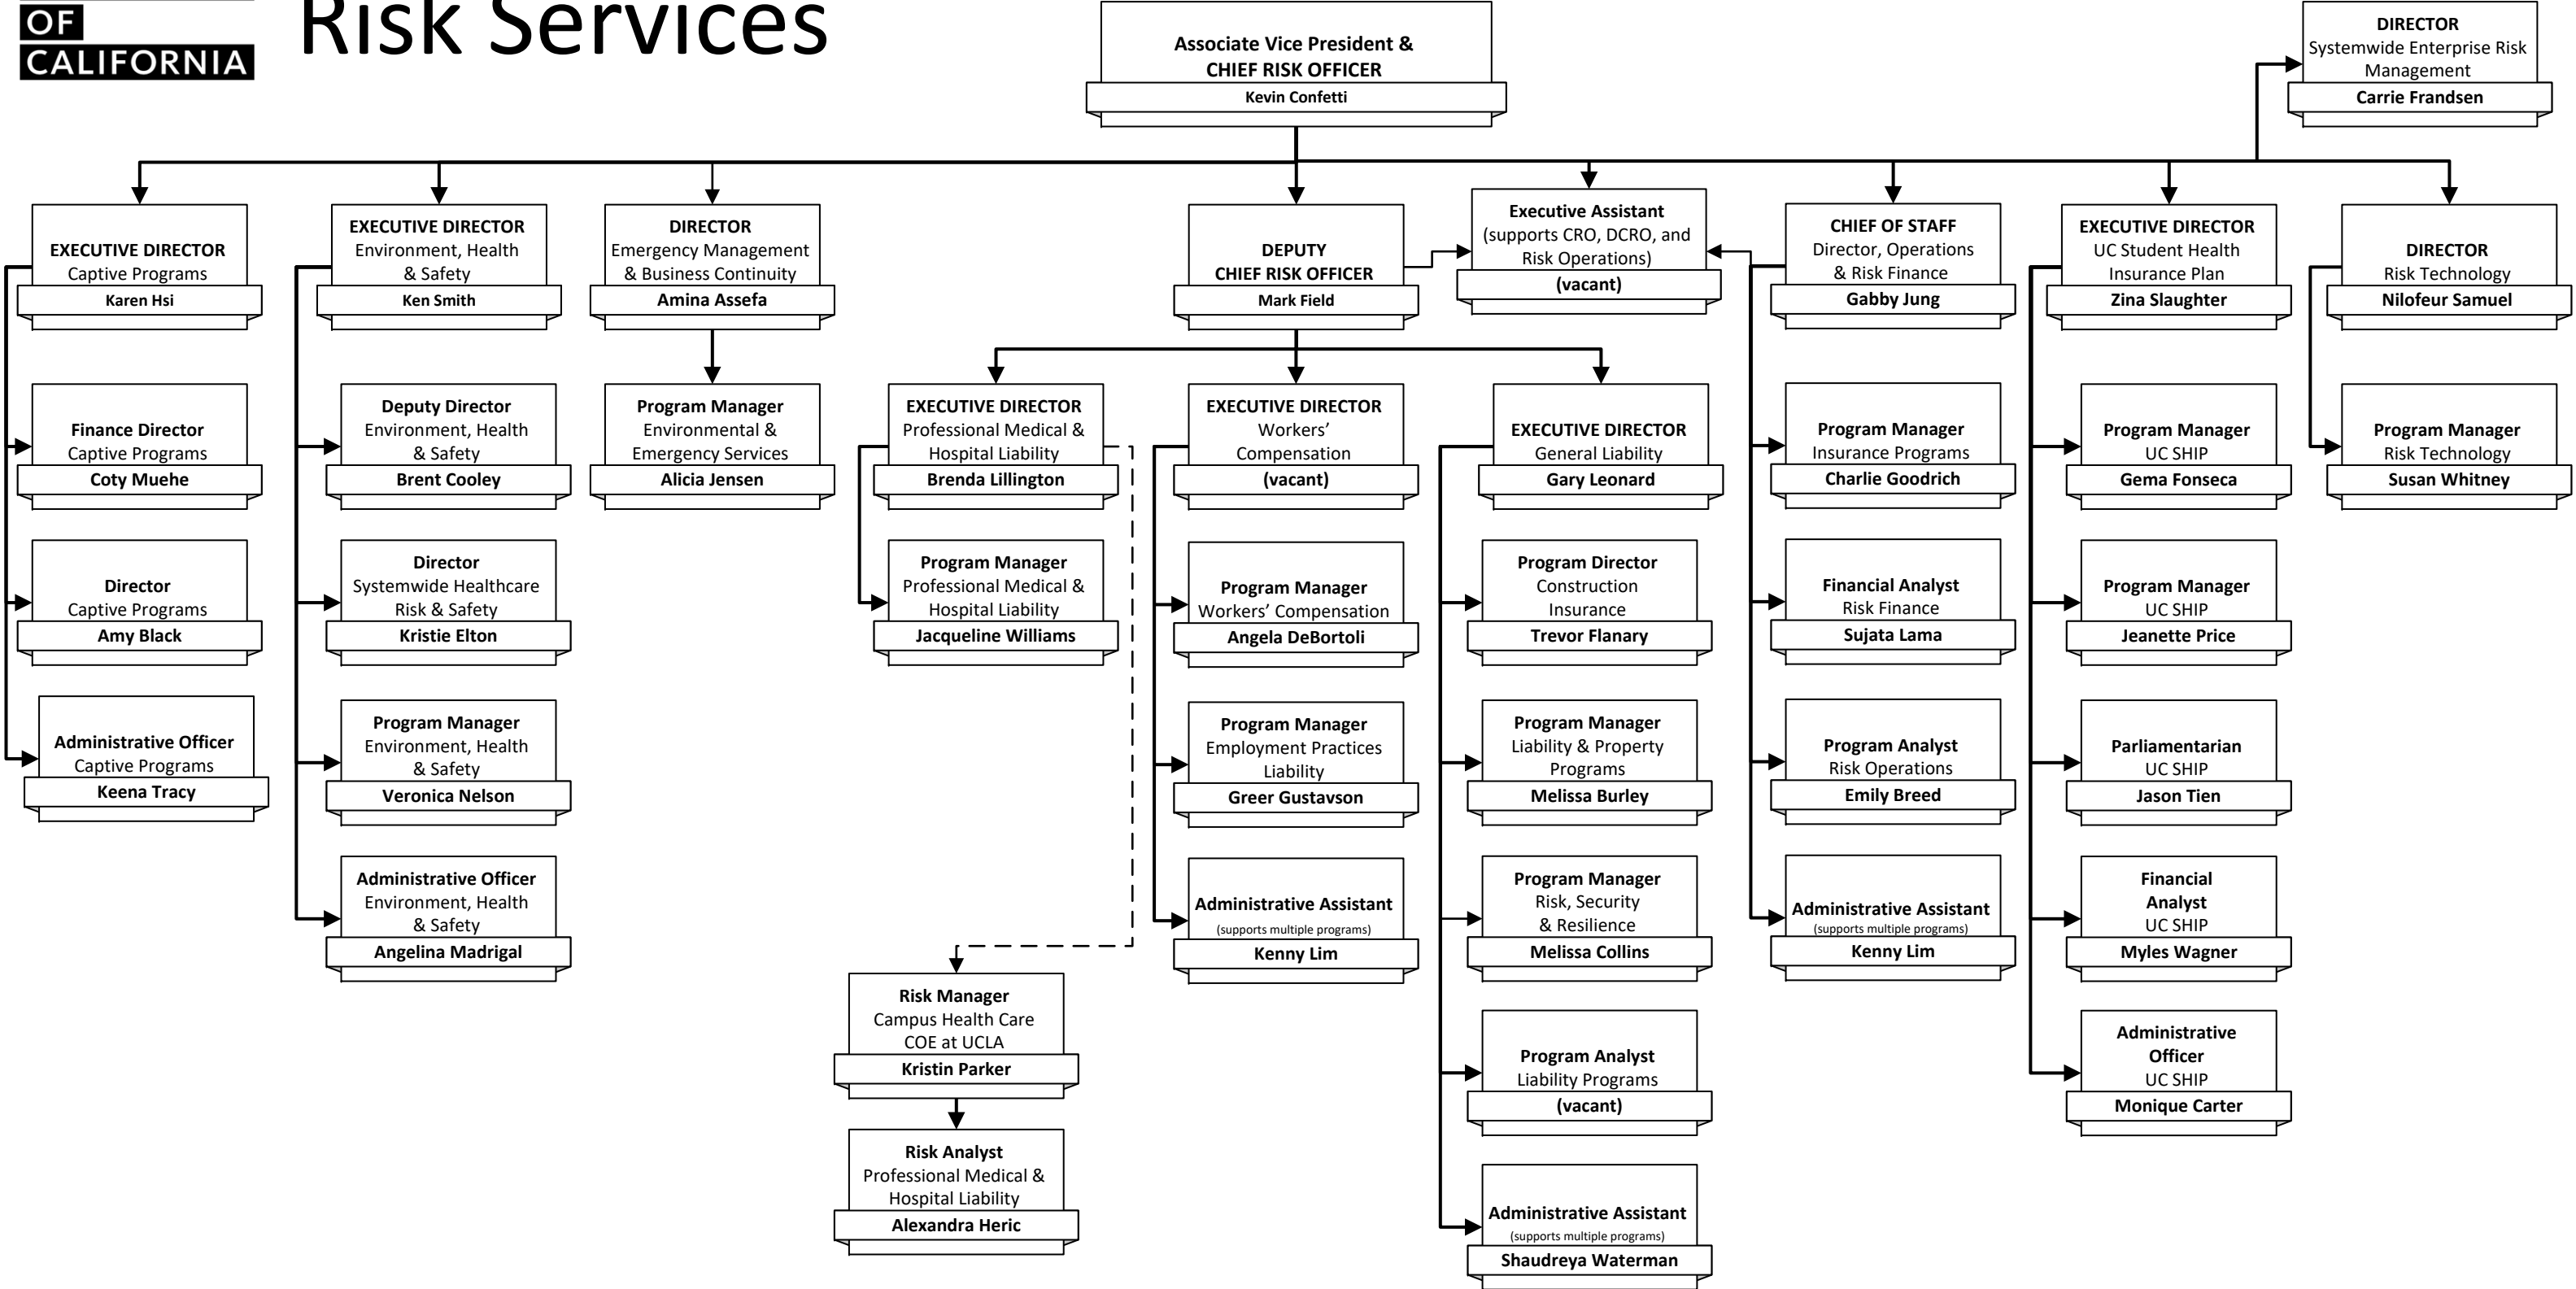 OF
CALIFORNIA
Risk Services
Associate Vice President &
CHIEF RISK OFFICER
Kevin Confetti
DIRECTOR
Systemwide Enterprise Risk
Management
Carrie Frandsen
EXECUTIVE DIRECTOR
Captive Programs
Karen Hsi
EXECUTIVE DIRECTOR
Environment, Health
& Safety
Ken Smith
DIRECTOR
Emergency Management
& Business Continuity
Amina Assefa
DEPUTY
CHIEF RISK OFFICER
Mark Field
Executive Assistant
(supports CRO, DCRO, and
Risk Operations)
(vacant)
CHIEF OF STAFF
Director, Operations
& Risk Finance
Gabby Jung
EXECUTIVE DIRECTOR
UC Student Health
Insurance Plan
Zina Slaughter
DIRECTOR
Risk Technology
Nilofeur Samuel
Finance Director
Captive Programs
Coty Muehe
Deputy Director
Environment, Health
& Safety
Brent Cooley
Program Manager
Environmental &
Emergency Services
Alicia Jensen
EXECUTIVE DIRECTOR
Professional Medical &
Hospital Liability
Brenda Lillington
EXECUTIVE DIRECTOR
Workers’
Compensation
(vacant)
EXECUTIVE DIRECTOR
General Liability
Gary Leonard
Program Manager
Insurance Programs
Charlie Goodrich
Program Manager
UC SHIP
Gema Fonseca
Program Manager
Risk Technology
Susan Whitney
Director
Captive Programs
Amy Black
Director
Systemwide Healthcare
Risk & Safety
Kristie Elton
Program Manager
Professional Medical &
Hospital Liability
Jacqueline Williams
Program Manager
Workers’ Compensation
Angela DeBortoli
Program Director
Construction
Insurance
Trevor Flanary
Financial Analyst
Risk Finance
Sujata Lama
Program Manager
UC SHIP
Jeanette Price
Administrative Officer
Captive Programs
Keena Tracy
Program Manager
Environment, Health
& Safety
Veronica Nelson
Program Manager
Employment Practices
Liability
Greer Gustavson
Program Manager
Liability & Property
Programs
Melissa Burley
Program Analyst
Risk Operations
Emily Breed
Parliamentarian
UC SHIP
Jason Tien
Administrative Officer
Environment, Health
& Safety
Angelina Madrigal
Administrative Assistant
(supports multiple programs)
Kenny Lim
Program Manager
Risk, Security
& Resilience
Melissa Collins
Administrative Assistant
(supports multiple programs)
Kenny Lim
Financial
Analyst
UC SHIP
Myles Wagner
Risk Manager
Campus Health Care
COE at UCLA
Kristin Parker
Program Analyst
Liability Programs
(vacant)
Administrative
Officer
UC SHIP
Monique Carter
Risk Analyst
Professional Medical &
Hospital Liability
Alexandra Heric
Administrative Assistant
(supports multiple programs)
Shaudreya Waterman